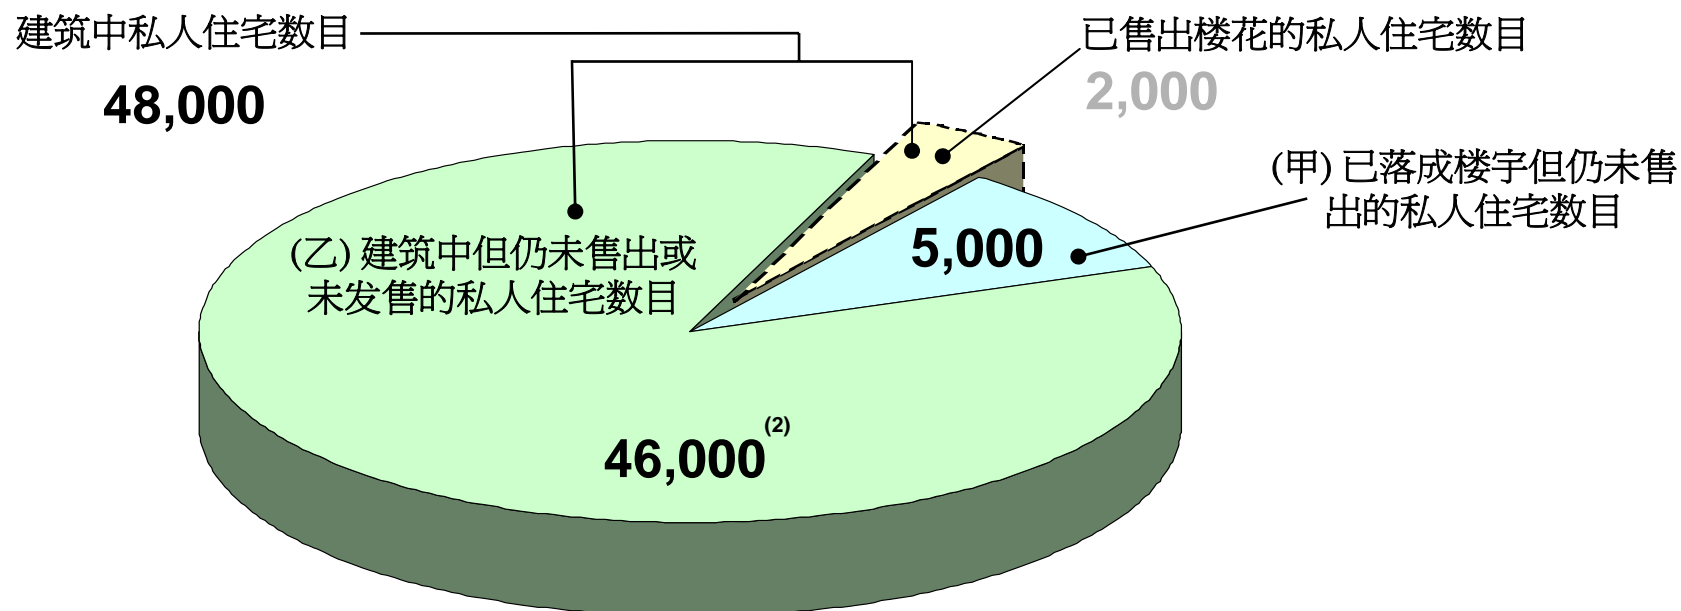 建筑中私人住宅数目
48,000
已售出楼花的私人住宅数目
2,000
(甲) 已落成楼宇但仍未售
出的私人住宅数目
5,000
(乙) 建筑中但仍未售出或
未发售的私人住宅数目
46,000(2)